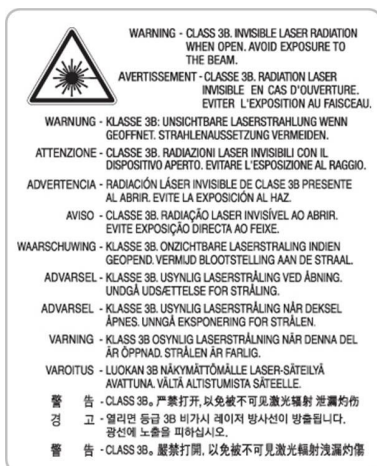 WARNING - CLASS 3B. INVISIBLE LASER RADIATION
WHEN OPEN. AVOID EXPOSURE TO
THE BEAM.
AVERTISSEMENT - CLASSE 3B. RADIATION LASER
INVISIBLE EN CAS D'OUVERTURE.
EVITER L'EXPOSITION AU FAISCEAU.
WARNUNG - KLASSE 3B: UNSICHTBARE LASERSTRAHLUNG WENN
GEOFFNET. STRAHLENAUSSETZUNG VERMEIDEN.
ATTENZIONE - CLASSE 3B. RADIAZIONI LASER INVISIBILI CON IL
DISPOSITIVO APERTO. EVITARE L'ESPOSIZIONE AL RAGGIO.
ADVERTENCIA - RADIACIÓN LÁSER INVISIBLE DE CLASE 3B PRESENTE
AL ABRIR. EVITE LA EXPOSICIÓN AL HAZ.
AVISO - CLASSE 3B. RADIAÇÃO LASER INVISÍVEL AO ABRIR.
EVITE EXPOSIÇÃO DIRECTA AO FEIXE.
WAARSCHUWING - KLASSE 3B. ONZICHTBARE LASERSTRALING INDIEN
GEOPEND. VERMIJD BLOOTSTELLING AAN DE STRAAL.
ADVARSEL - KLASSE 3B. USYNLIG LASERSTRÅLING VED ÅBNING.
UNDGÅ UDSÆTTELSE FOR STRÅLING.
ADVARSEL - KLASSE 3B. USYNLIG LASERSTRÅLING NÅR DEKSEL
ÅPNES. UNNGÅ EKSPONERING FOR STRÅLEN.
VARNING - KLASS 3B OSYNLIG LASERSTRÅLNING NÄR DENNA DEL
ÄR ÖPPNAD. STRÅLEN ÄR FARLIG.
VAROITUS - LUOKAN 3B NÄKYMÄTTÖMÄLLE LASER-SÄTEILYÄ
AVATTUNA. VÄLTÄ ALTISTUMISTA SÄTEELLE.
警 告 - CLASS 3B。严禁打开,以免被不可见激光辐射 泄漏灼伤
경 고 - 열리면 등급 3B 비가시 레이저 방사선이 방출됩니다.
광선에 노출을 피하십시오.
警 告 - CLASS 3B。嚴禁打開,以免被不可見激光輻射洩漏灼傷